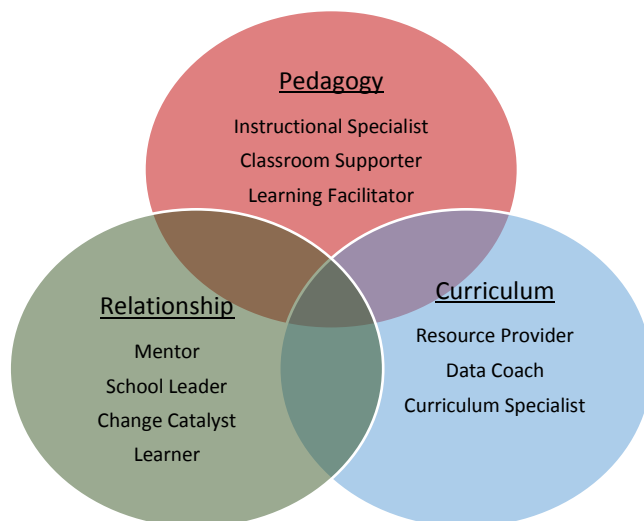 Pedagogy
Instructional Specialist
Classroom Supporter
Learning Facilitator
Relationship
Mentor
School Leader
Change Catalyst
Learner
Curriculum
Resource Provider
Data Coach
Curriculum Specialist